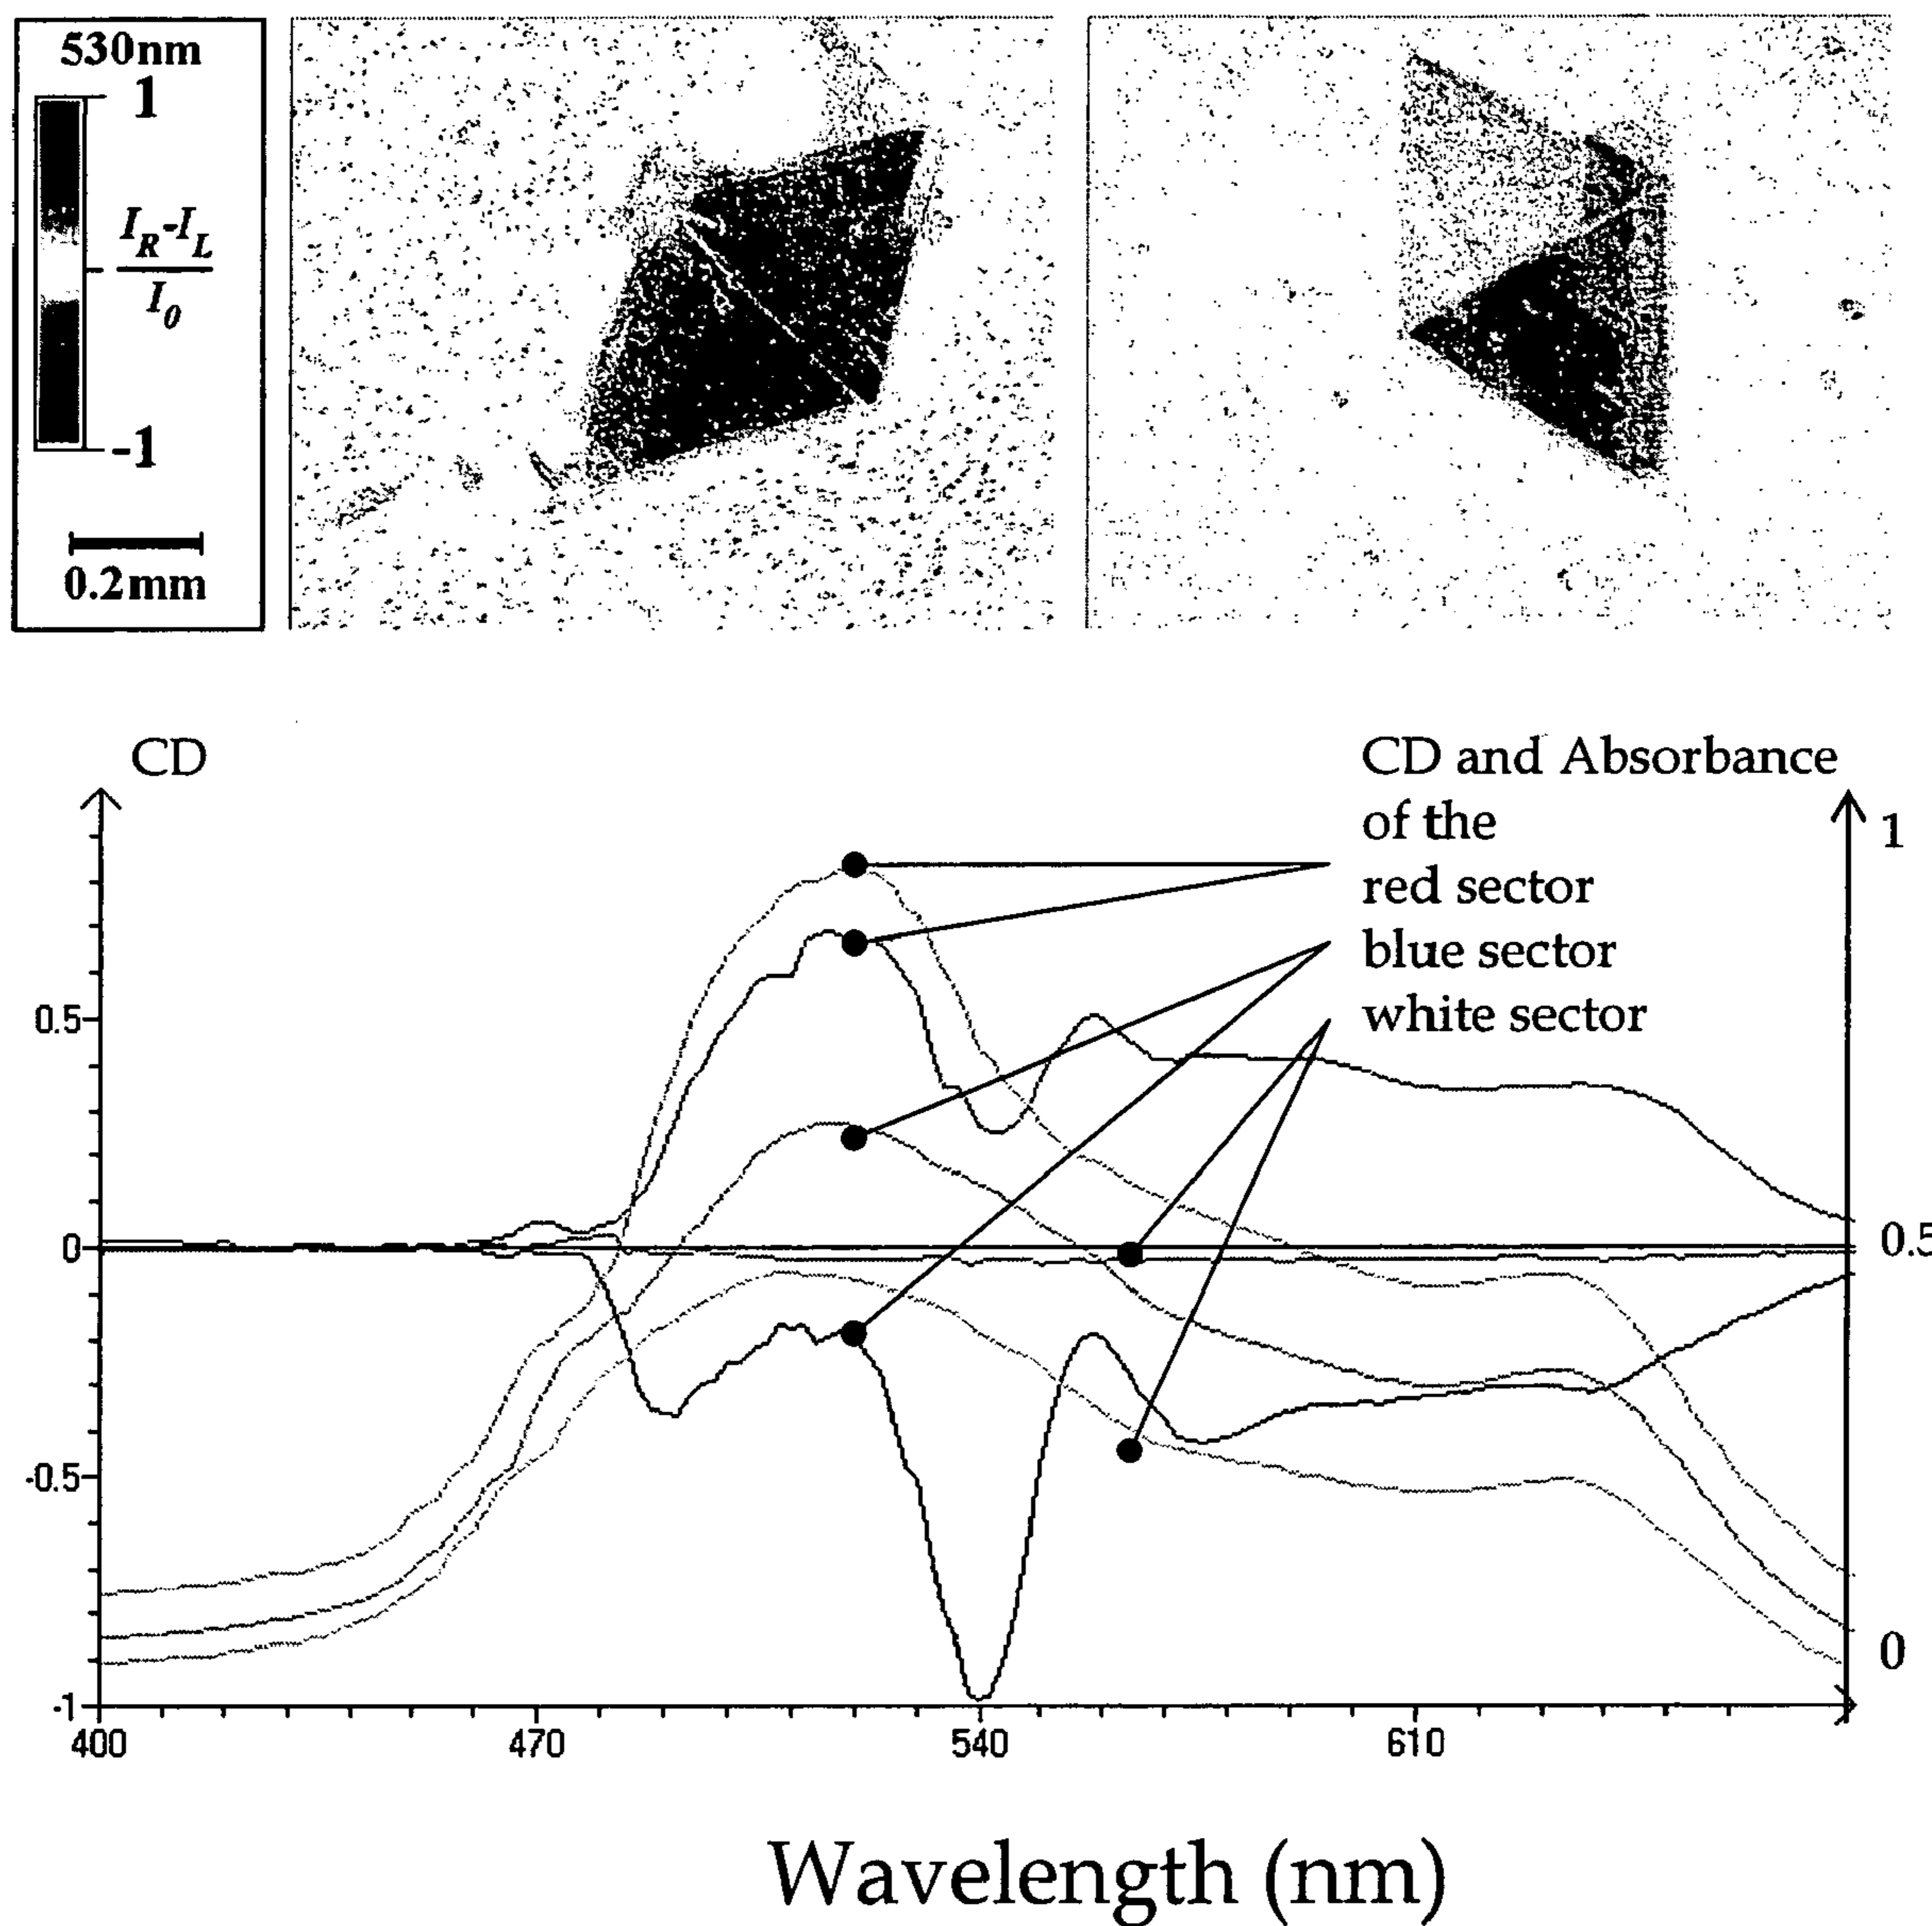 530nm
1
I_R-I_L
I_0
-1
0.2mm
CD
CD and Absorbance
of the
red sector
blue sector
white sector
1
0.5
0
-0.5
-1
0.5
0
400
470
540
610
Wavelength (nm)